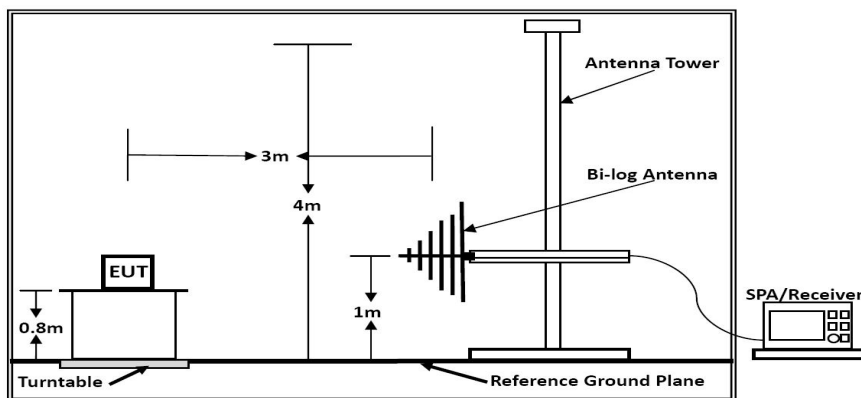 Antenna Tower
3m
Bi-log Antenna
4m
EUT
SPA/Receiver
0.8m
1m
Turntable
Reference Ground Plane